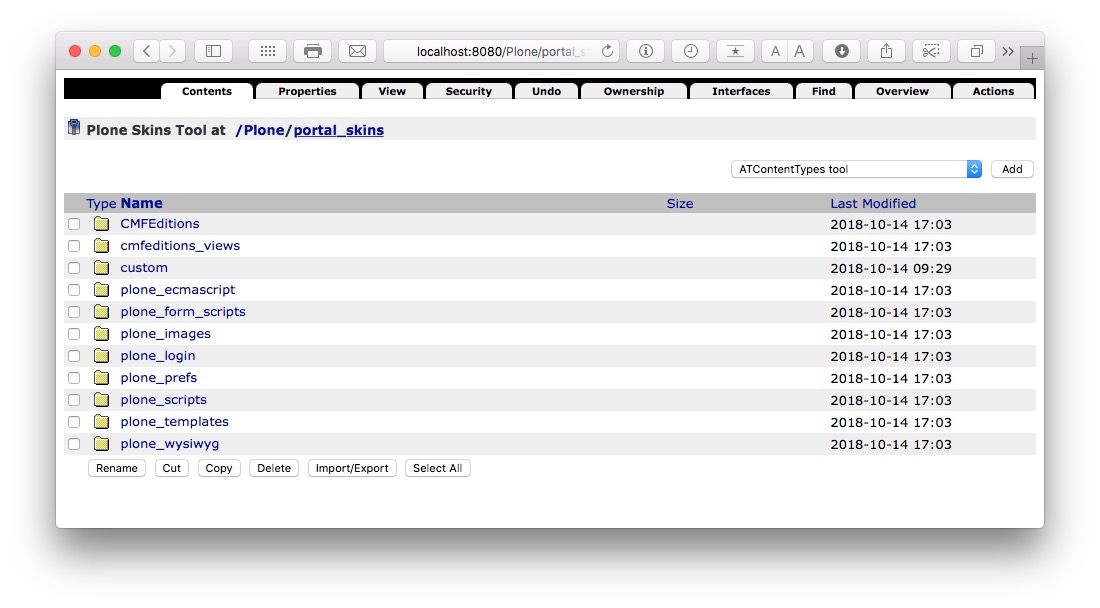 localhost:8080/Plone/portal_s
A A
Contents Properties View Security Undo Ownership Interfaces Find Overview Actions
Plone Skins Tool at /Plone/portal_skins
ATContentTypes tool Add
Type Name Size Last Modified
CMFEditions 2018-10-14 17:03
cmfeditions_views 2018-10-14 17:03
custom 2018-10-14 09:29
plone_ecmascript 2018-10-14 17:03
plone_form_scripts 2018-10-14 17:03
plone_images 2018-10-14 17:03
plone_login 2018-10-14 17:03
plone_prefs 2018-10-14 17:03
plone_scripts 2018-10-14 17:03
plone_templates 2018-10-14 17:03
plone_wysiwyg 2018-10-14 17:03
Rename Cut Copy Delete Import/Export Select All